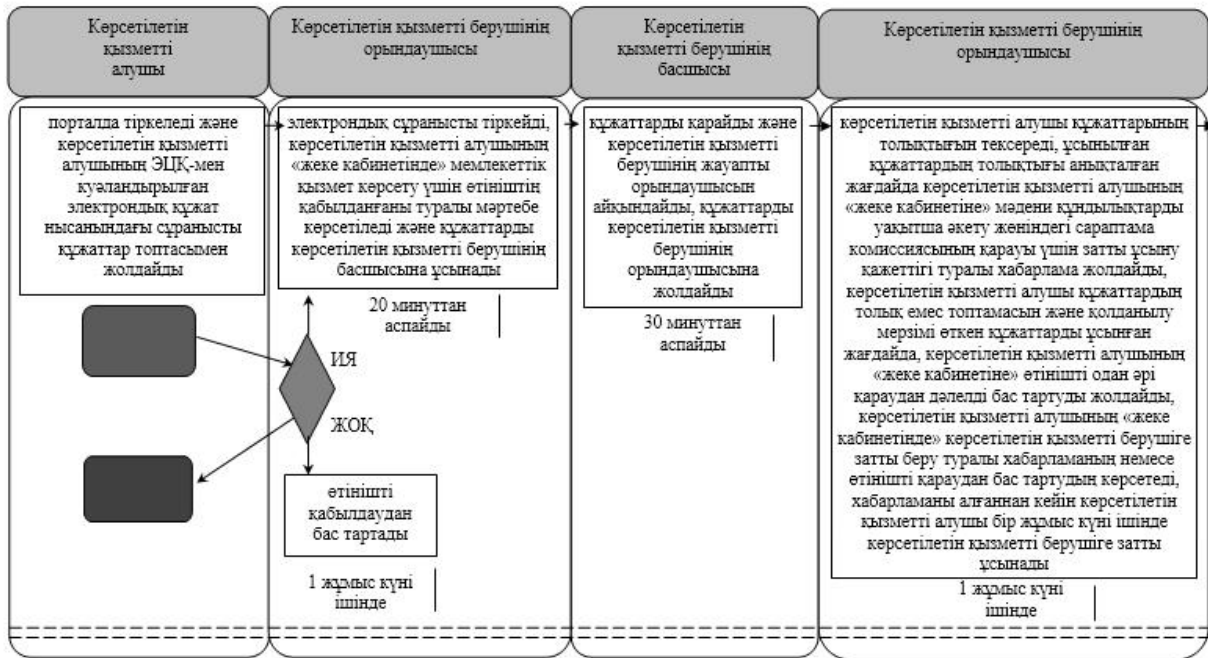 Көрсетілетін
қызметті
алушы
Көрсетілетін қызметті берушінің
орындаушысы
Көрсетілетін
қызметті берушінің
басшысы
Көрсетілетін қызметті берушінің
орындаушысы
порталда тіркеледі және
көрсетілетін қызметті
алушының ЭЦҚ-мен
куәландырылған
электрондық құжат
нысанындағы сұранысты
құжаттар топтасымен
жолдайды
электрондық сұранысты тіркейді,
көрсетілетін қызметті алушының
«жеке кабинетінде» мемлекеттік
қызмет көрсету үшін өтініштің
қабылданғаны туралы мәртебе
көрсетіледі және құжаттарды
көрсетілетін қызметті берушінің
басшысына ұсынады
20 минуттан
аспайды
ИЯ
ЖОҚ
өтінішті
қабылдаудан
бас тартады
1 жұмыс күні
ішінде
құжаттарды қарайды және
көрсетілетін қызметті
берушінің жауапты
орындаушысын
айқындайды, құжаттарды
көрсетілетін қызметті
берушінің
орындаушысына
жолдайды
30 минуттан
аспайды
көрсетілетін қызметті алушы құжаттарының
толықтығын тексереді, ұсынылған
құжаттардың толықтығы анықталған
жағдайда көрсетілетін қызметті алушының
«жеке кабинетіне» мәдени құндылықтарды
уақытша әкету жөніндегі сараптама
комиссиясының қарауы үшін затты ұсыну
қажеттігі туралы хабарлама жолдайды,
көрсетілетін қызметті алушы құжаттардың
толық емес топтамасын және қолданылу
мерзімі өткен құжаттарды ұсынған
жағдайда, көрсетілетін қызметті алушының
«жеке кабинетіне» өтінішті одан әрі
қараудан дәлелді бас тартуды жолдайды,
көрсетілетін қызметті алушының «жеке
кабинетінде» көрсетілетін қызметті берушіге
затты беру туралы хабарламаның немесе
өтінішті қараудан бас тартудың көрсетеді,
хабарламаны алғаннан кейін көрсетілетін
қызметті алушы бір жұмыс күні ішінде
көрсетілетін қызметті берушіге затты
ұсынады
1 жұмыс күні
ішінде